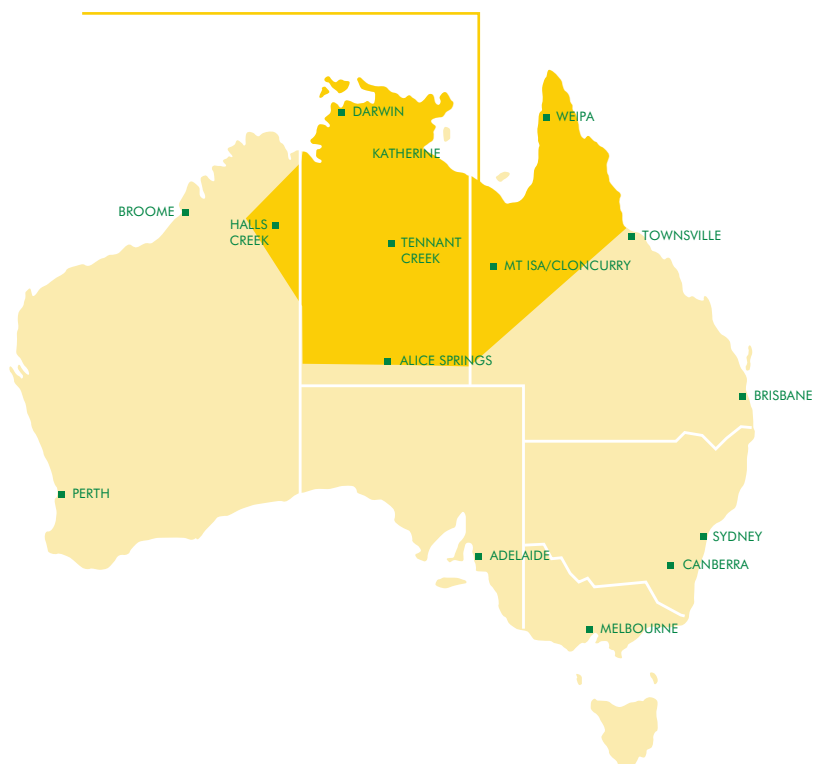 DARWIN
WEIPA
KATHERINE
BROOME
HALLS
CREEK
TENNANT
CREEK
TOWNSVILLE
MT ISA/CLONCURRY
ALICE SPRINGS
BRISBANE
PERTH
SYDNEY
ADELAIDE
CANBERRA
MELBOURNE